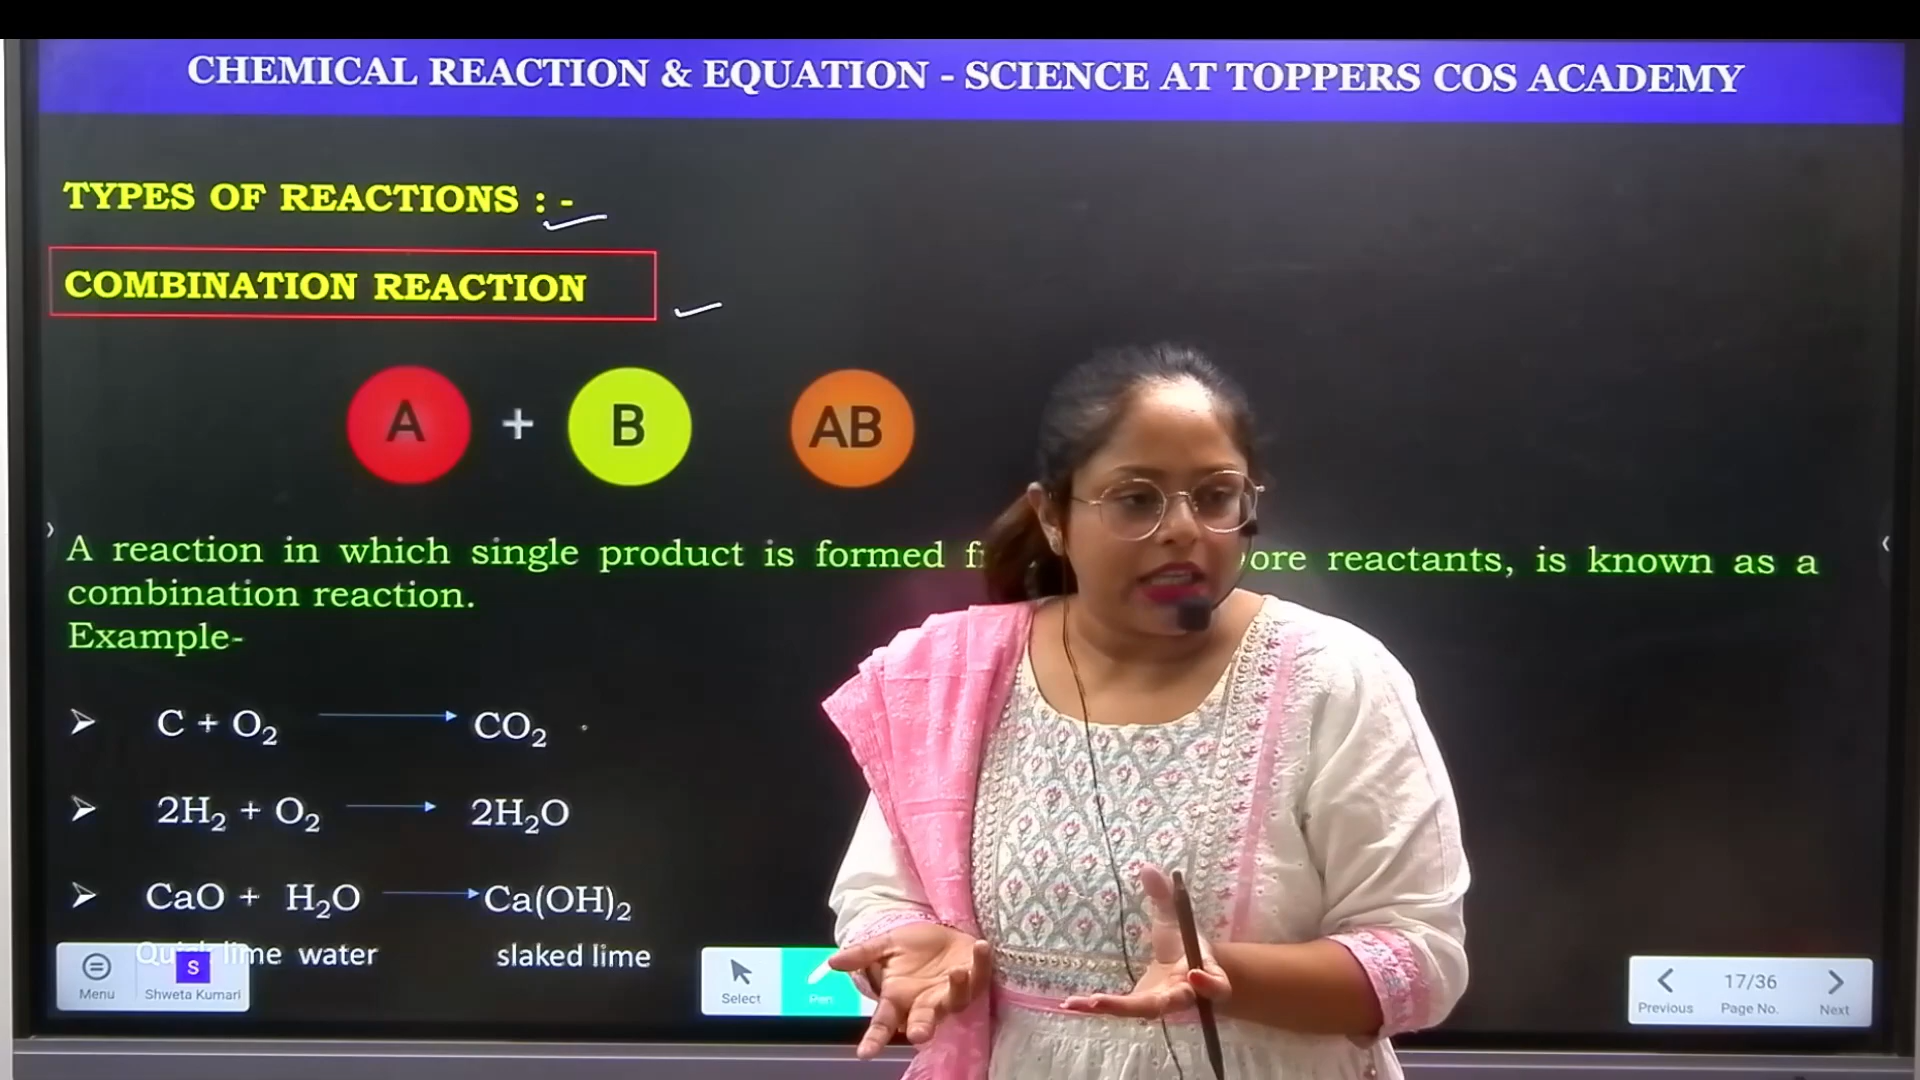 CHEMICAL REACTION & EQUATION - SCIENCE AT TOPPERS COS ACADEMY
TYPES OF REACTIONS : -
COMBINATION REACTION
A + B AB
A reaction in which single product is formed ore reactants, is known as a
combination reaction.
Example-
➤ C + O₂ ⟶ CO₂
➤ 2H₂ + O₂ ⟶ 2H₂O
➤ CaO + H₂O ⟶ Ca(OH)₂
lime water slaked lime
S
Menu Shweta Kumari
Select Pen
17/36
Previous Page No. Next